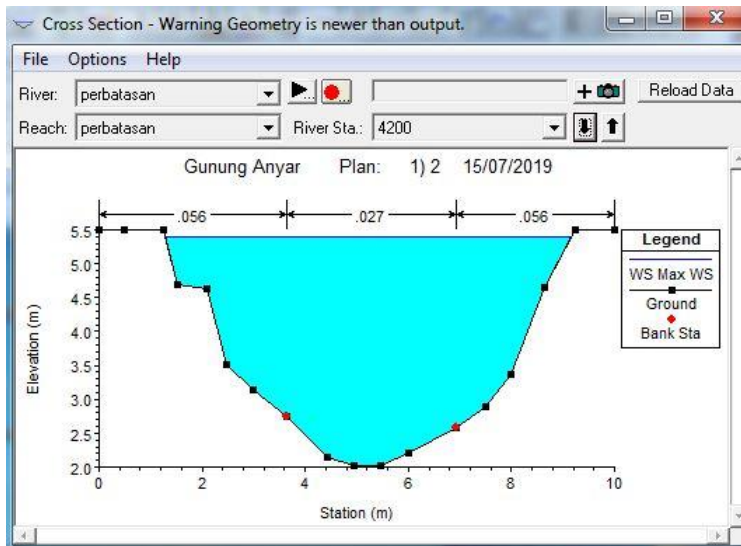 Cross Section - Warning Geometry is newer than output.
File Options Help
River: perbatasan + Reload Data
Reach: perbatasan River Sta.: 4200
Gunung Anyar Plan: 1) 2 15/07/2019
.056 .027 .056
5.5
5.0
4.5
4.0
3.5
3.0
2.5
2.0
Elevation (m)
0 2 4 6 8 10
Station (m)
Legend
WS Max WS
Ground
Bank Sta